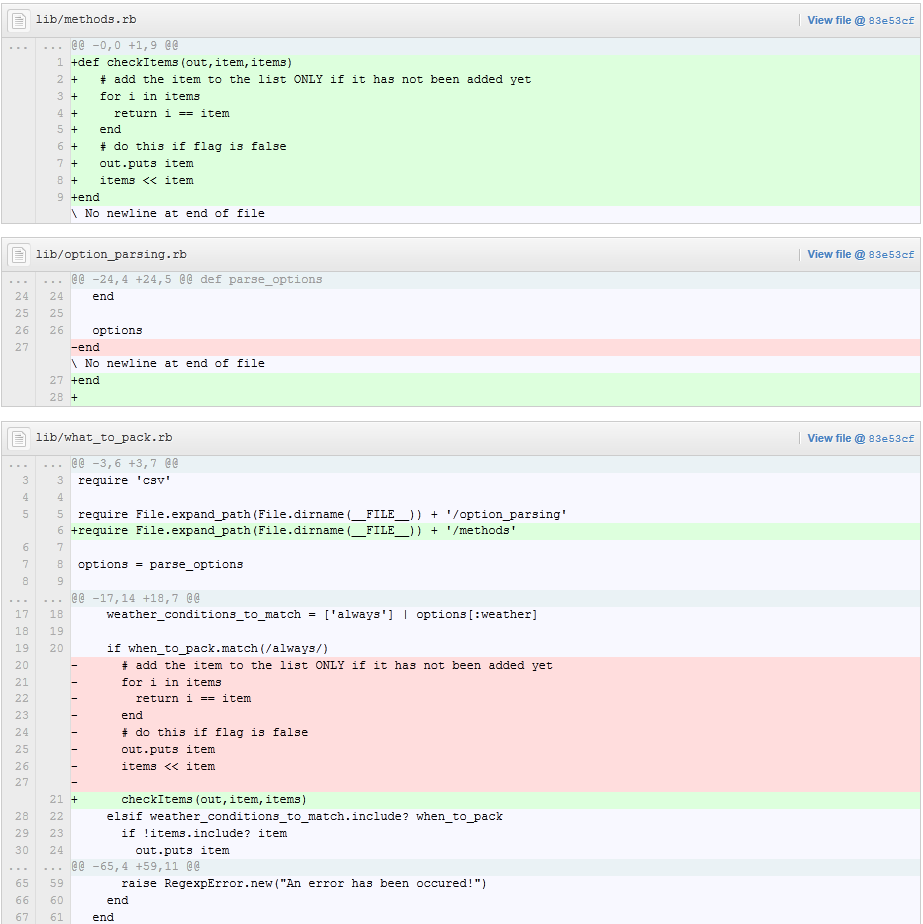 lib/methods.rb View file @ 83e53cf
... ... @@ -0,0 +1,9 @@
1 +def checkItems(out,item,items)
2 +   # add the item to the list ONLY if it has not been added yet
3 +   for i in items
4 +     return i == item
5 +   end
6 +   # do this if flag is false
7 +   out.puts item
8 +   items << item
9 +end
\ No newline at end of file
lib/option_parsing.rb View file @ 83e53cf
... ... @@ -24,4 +24,5 @@ def parse_options
24 24   end
25 25
26 26   options
27 -end
\ No newline at end of file
27 +end
28 +
lib/what_to_pack.rb View file @ 83e53cf
... ... @@ -3,6 +3,7 @@
3 3 require 'csv'
4 4
5 5 require File.expand_path(File.dirname(__FILE__)) + '/option_parsing'
6 +require File.expand_path(File.dirname(__FILE__)) + '/methods'
6 7
7 8 options = parse_options
8 9
... ... @@ -17,14 +18,7 @@
17 18     weather_conditions_to_match = ['always'] | options[:weather]
18 19
19 20     if when_to_pack.match(/always/)
20 -      # add the item to the list ONLY if it has not been added yet
21 -      for i in items
22 -        return i == item
23 -      end
24 -      # do this if flag is false
25 -      out.puts item
26 -      items << item
27 -
21 +      checkItems(out,item,items)
28 22     elsif weather_conditions_to_match.include? when_to_pack
29 23       if !items.include? item
30 24         out.puts item
... ... @@ -65,4 +59,11 @@
65 59       raise RegexpError.new("An error has been occured!")
66 60     end
67 61   end